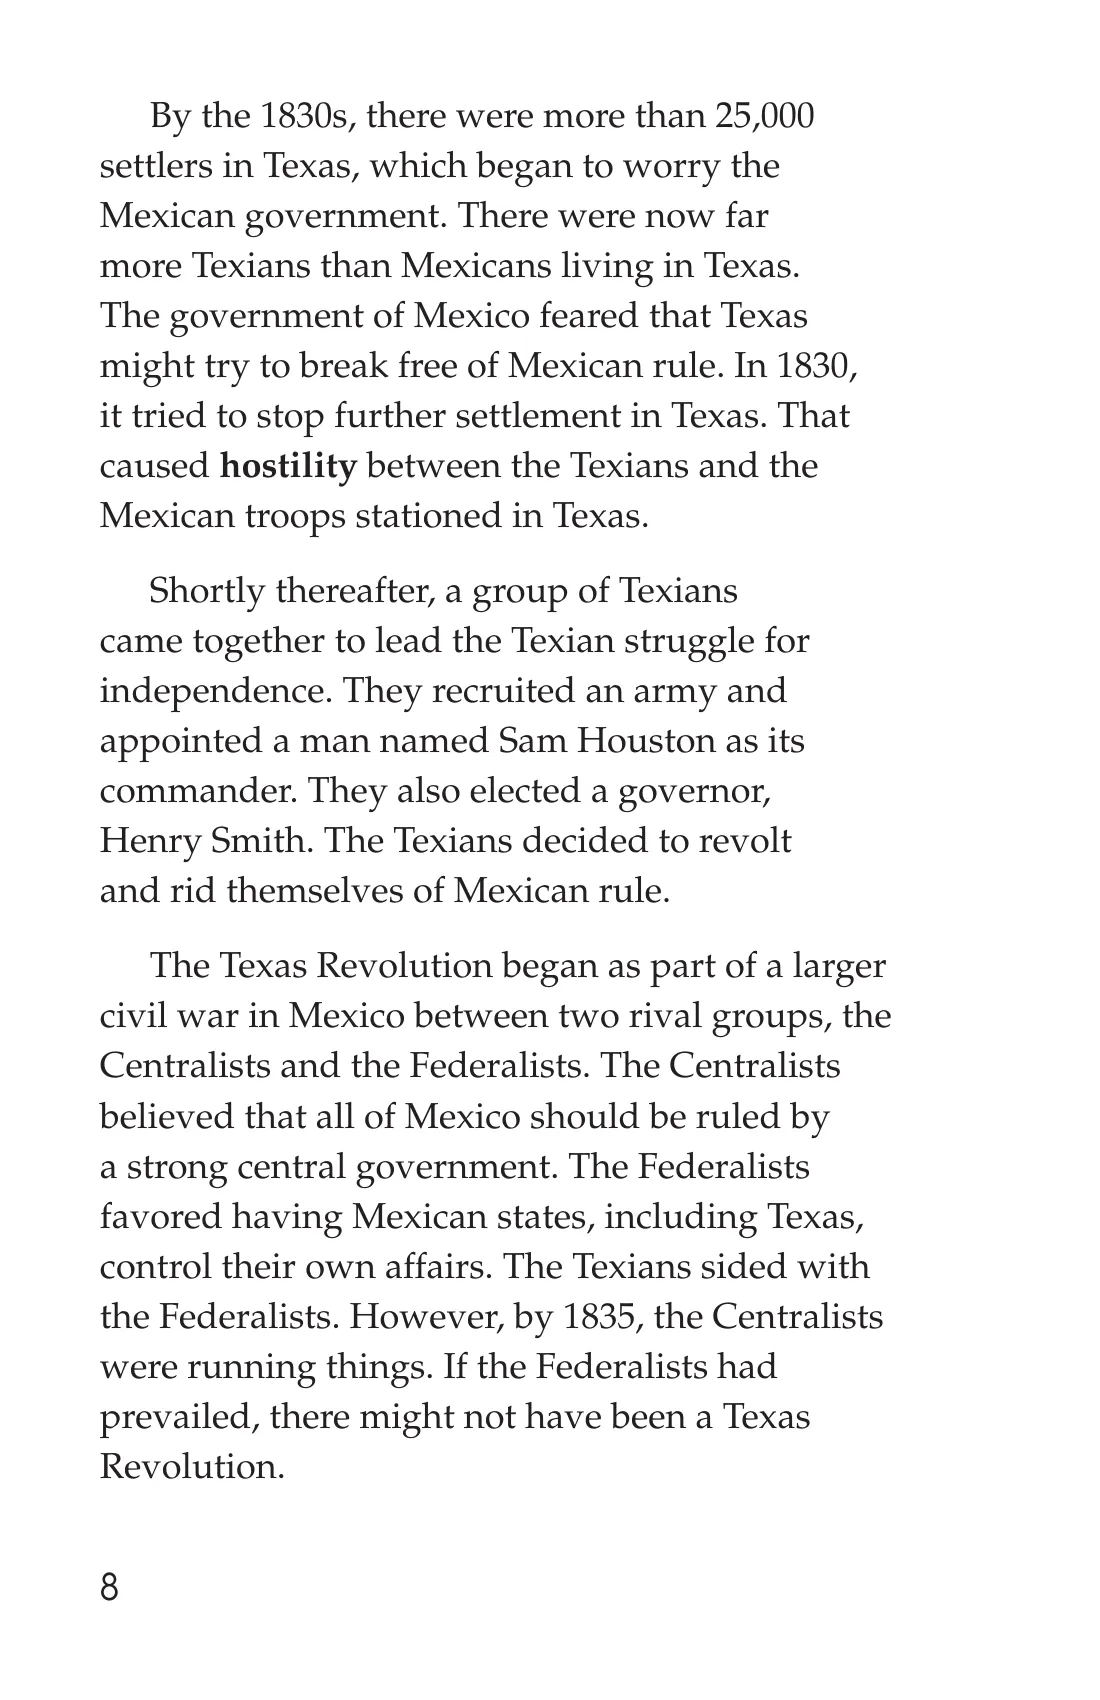 By the 1830s, there were more than 25,000
settlers in Texas, which began to worry the
Mexican government. There were now far
more Texians than Mexicans living in Texas.
The government of Mexico feared that Texas
might try to break free of Mexican rule. In 1830,
it tried to stop further settlement in Texas. That
caused hostility between the Texians and the
Mexican troops stationed in Texas.
Shortly thereafter, a group of Texians
came together to lead the Texian struggle for
independence. They recruited an army and
appointed a man named Sam Houston as its
commander. They also elected a governor,
Henry Smith. The Texians decided to revolt
and rid themselves of Mexican rule.
The Texas Revolution began as part of a larger
civil war in Mexico between two rival groups, the
Centralists and the Federalists. The Centralists
believed that all of Mexico should be ruled by
a strong central government. The Federalists
favored having Mexican states, including Texas,
control their own affairs. The Texians sided with
the Federalists. However, by 1835, the Centralists
were running things. If the Federalists had
prevailed, there might not have been a Texas
Revolution.
8